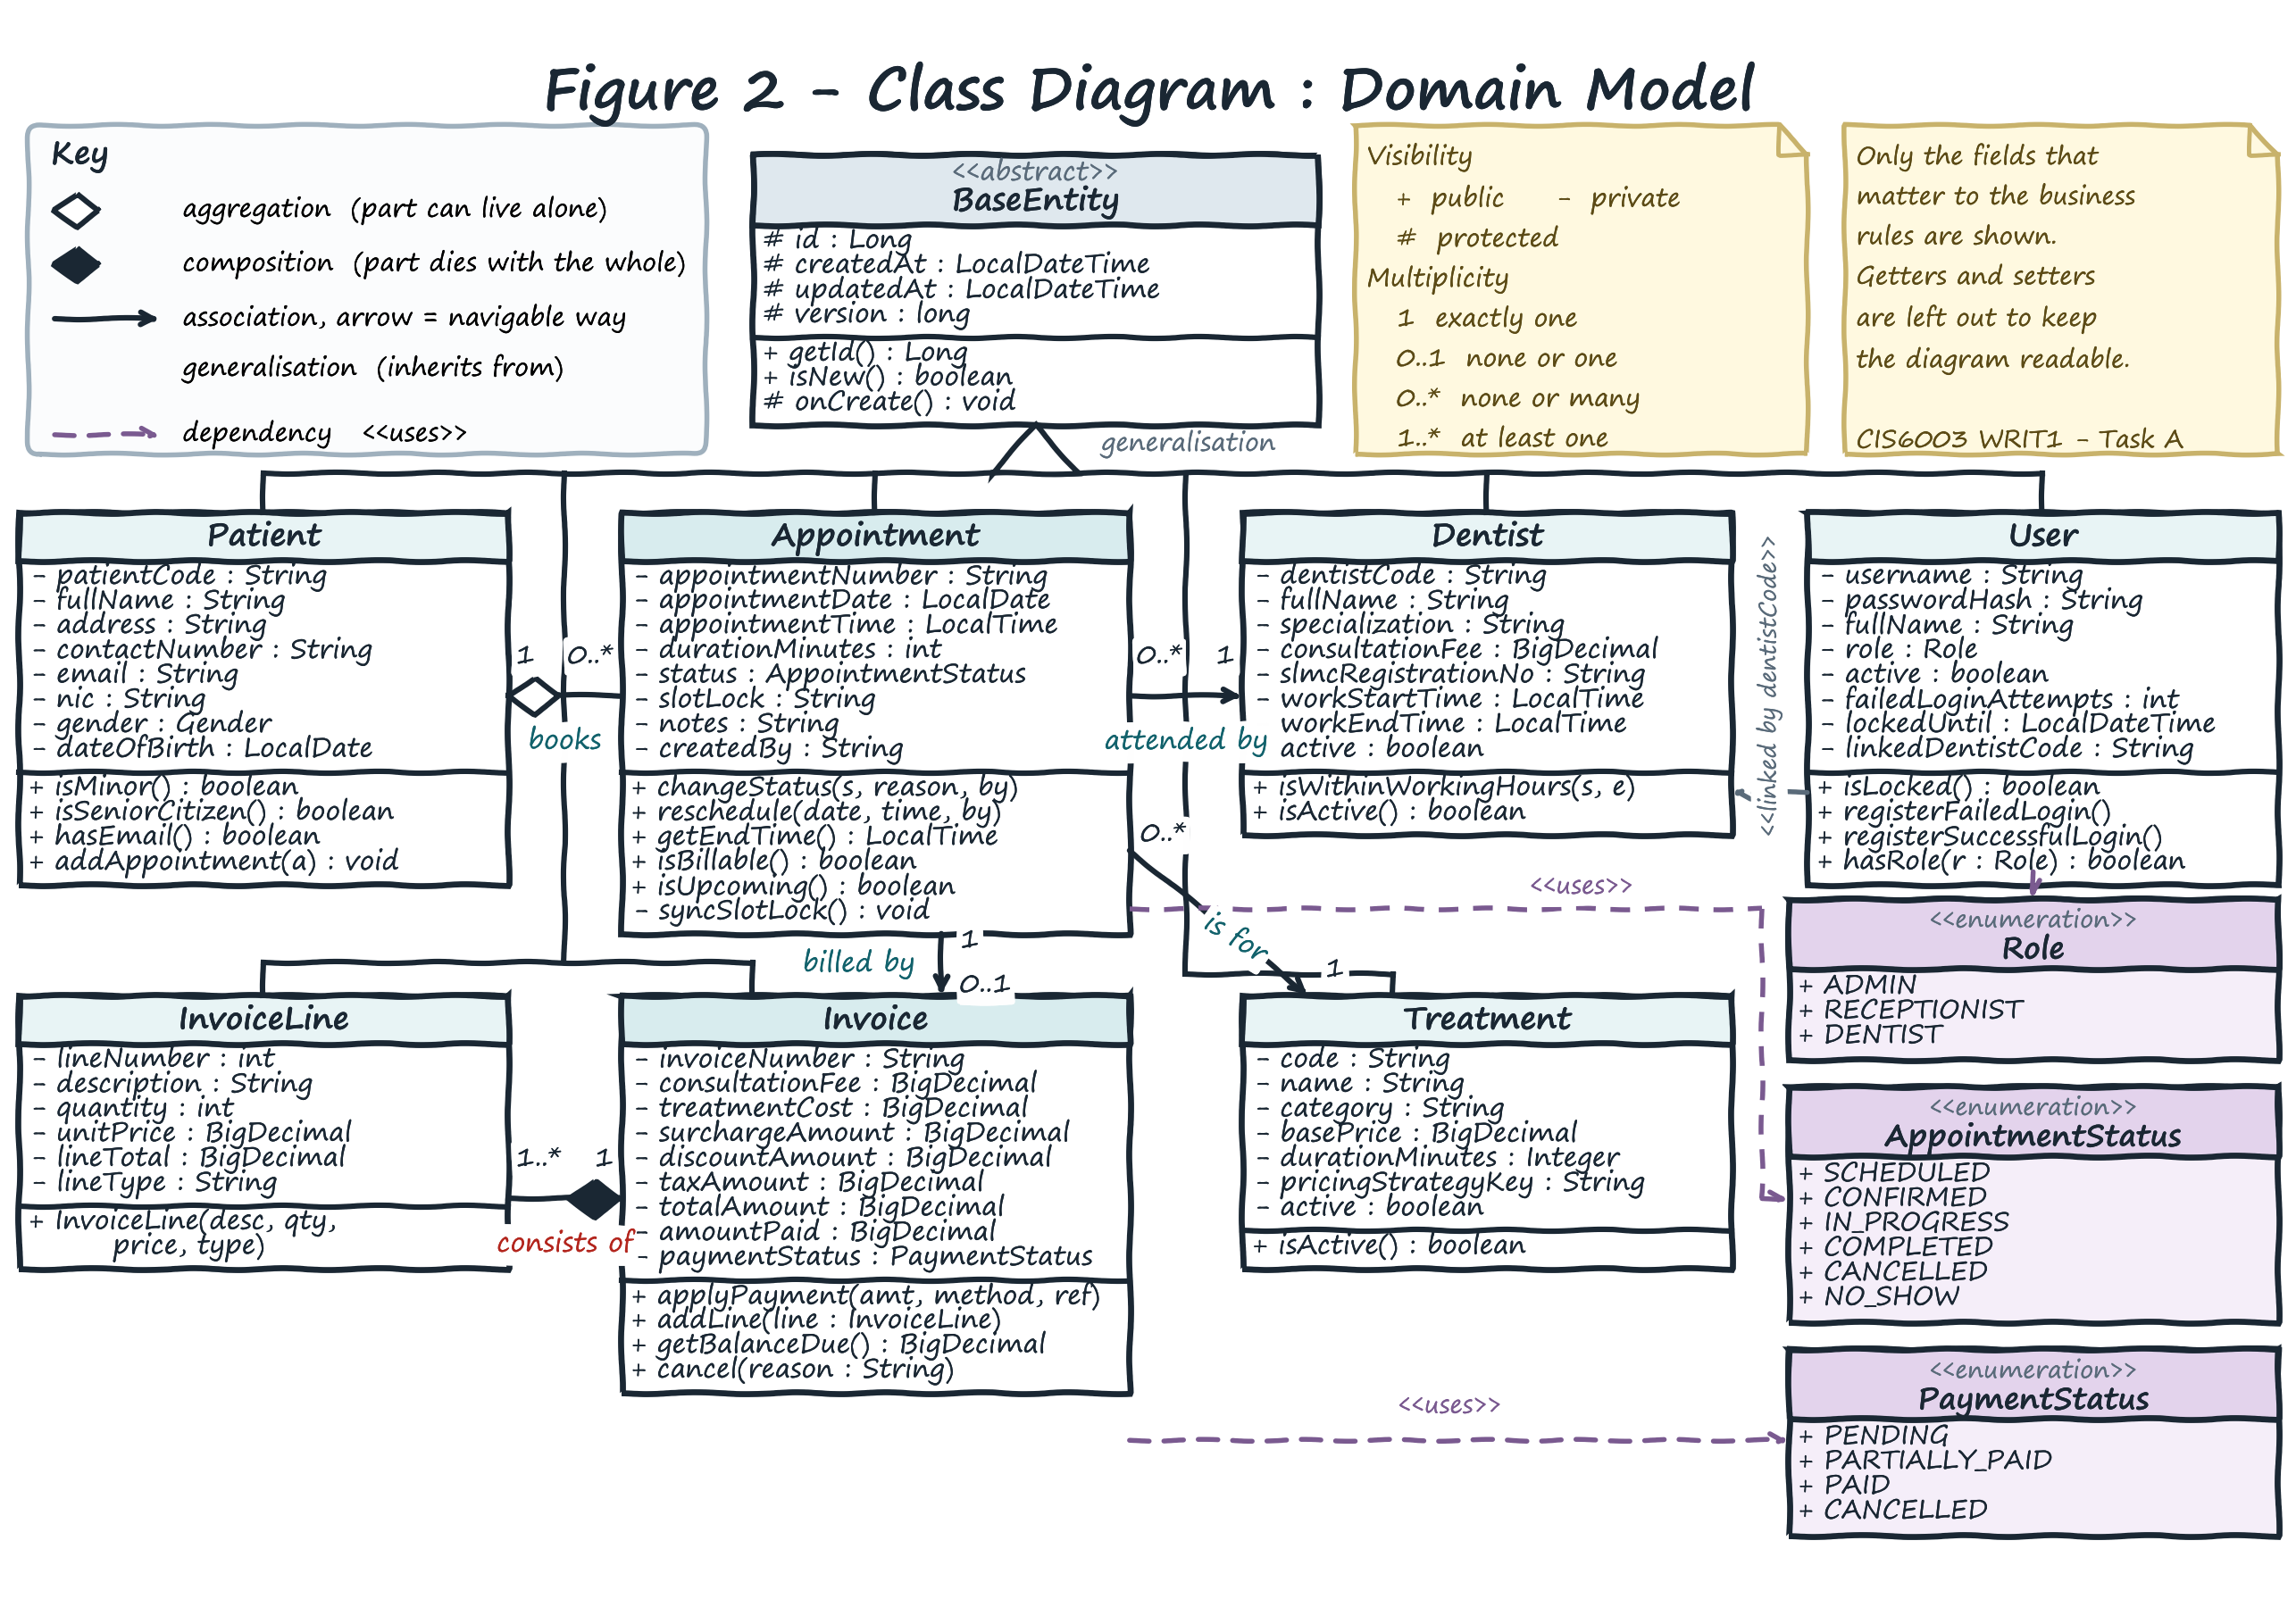 Figure 2 - Class Diagram : Domain Model
Key
aggregation (part can live alone)
composition (part dies with the whole)
association, arrow = navigable way
generalisation (inherits from)
dependency <<uses>>
<<abstract>>
BaseEntity
# id : Long
# createdAt : LocalDateTime
# updatedAt : LocalDateTime
# version : long
+ getId() : Long
+ isNew() : boolean
# onCreate() : void
generalisation
Visibility
+ public - private
# protected
Multiplicity
1 exactly one
0..1 none or one
0..* none or many
1..* at least one
Only the fields that
matter to the business
rules are shown.
Getters and setters
are left out to keep
the diagram readable.
CIS6003 WRIT1 - Task A
Patient
- patientCode : String
- fullName : String
- address : String
- contactNumber : String
- email : String
- nic : String
- gender : Gender
- dateOfBirth : LocalDate
+ isMinor() : boolean
+ isSeniorCitizen() : boolean
+ hasEmail() : boolean
+ addAppointment(a) : void
1 0..*
books
Appointment
- appointmentNumber : String
- appointmentDate : LocalDate
- appointmentTime : LocalTime
- durationMinutes : int
- status : AppointmentStatus
- slotLock : String
- notes : String
- createdBy : String
+ changeStatus(s, reason, by)
+ reschedule(date, time, by)
+ getEndTime() : LocalTime
+ isBillable() : boolean
+ isUpcoming() : boolean
- syncSlotLock() : void
0..* 1
attended by
Dentist
- dentistCode : String
- fullName : String
- specialization : String
- consultationFee : BigDecimal
- slmcRegistrationNo : String
- workStartTime : LocalTime
workEndTime : LocalTime
active : boolean
+ isWithinWorkingHours(s, e)
+ isActive() : boolean
<<linked by dentistCode>>
User
- username : String
- passwordHash : String
- fullName : String
- role : Role
- active : boolean
- failedLoginAttempts : int
- lockedUntil : LocalDateTime
- linkedDentistCode : String
+ isLocked() : boolean
+ registerFailedLogin()
+ registerSuccessfulLogin()
+ hasRole(r : Role) : boolean
0..*
is for
1
<<uses>>
billed by
1
0..1
<<enumeration>>
Role
+ ADMIN
+ RECEPTIONIST
+ DENTIST
InvoiceLine
- lineNumber : int
- description : String
- quantity : int
- unitPrice : BigDecimal
- lineTotal : BigDecimal
- lineType : String
+ InvoiceLine(desc, qty,
price, type)
1..* 1
consists of
Invoice
- invoiceNumber : String
- consultationFee : BigDecimal
- treatmentCost : BigDecimal
- surchargeAmount : BigDecimal
- discountAmount : BigDecimal
- taxAmount : BigDecimal
- totalAmount : BigDecimal
- amountPaid : BigDecimal
- paymentStatus : PaymentStatus
+ applyPayment(amt, method, ref)
+ addLine(line : InvoiceLine)
+ getBalanceDue() : BigDecimal
+ cancel(reason : String)
Treatment
- code : String
- name : String
- category : String
- basePrice : BigDecimal
- durationMinutes : Integer
- pricingStrategyKey : String
- active : boolean
+ isActive() : boolean
<<enumeration>>
AppointmentStatus
+ SCHEDULED
+ CONFIRMED
+ IN_PROGRESS
+ COMPLETED
+ CANCELLED
+ NO_SHOW
<<uses>>
<<enumeration>>
PaymentStatus
+ PENDING
+ PARTIALLY_PAID
+ PAID
+ CANCELLED